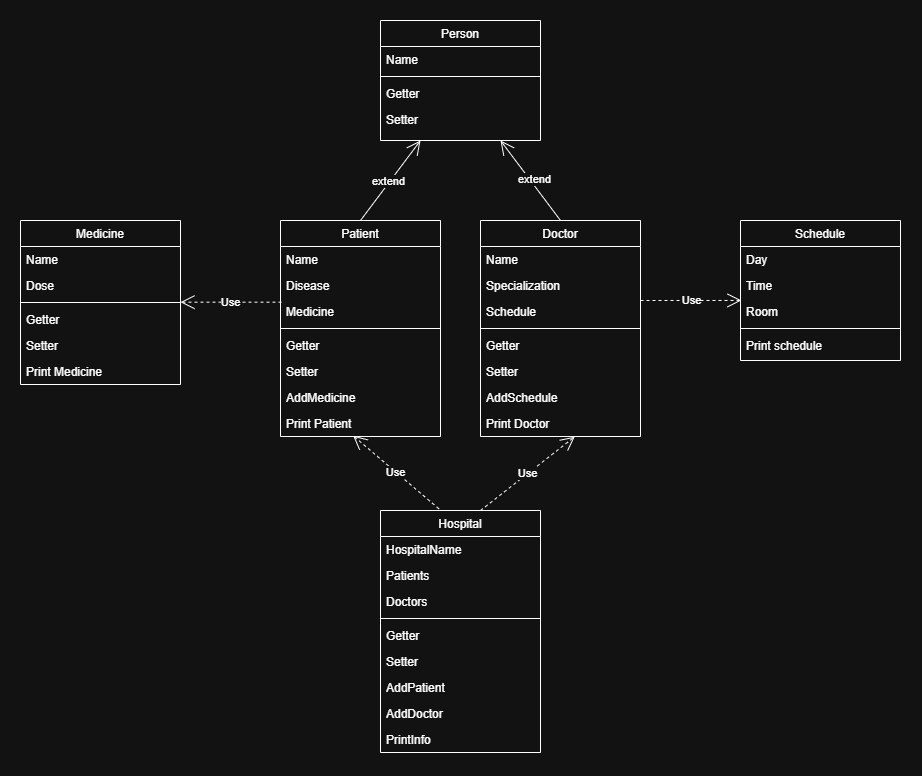 Person
Name
Getter
Setter
extend
extend
Medicine
Name
Dose
Getter
Setter
Print Medicine
Use
Patient
Name
Disease
Medicine
Getter
Setter
AddMedicine
Print Patient
Doctor
Name
Specialization
Schedule
Getter
Setter
AddSchedule
Print Doctor
Use
Schedule
Day
Time
Room
Print schedule
Use
Use
Hospital
HospitalName
Patients
Doctors
Getter
Setter
AddPatient
AddDoctor
PrintInfo